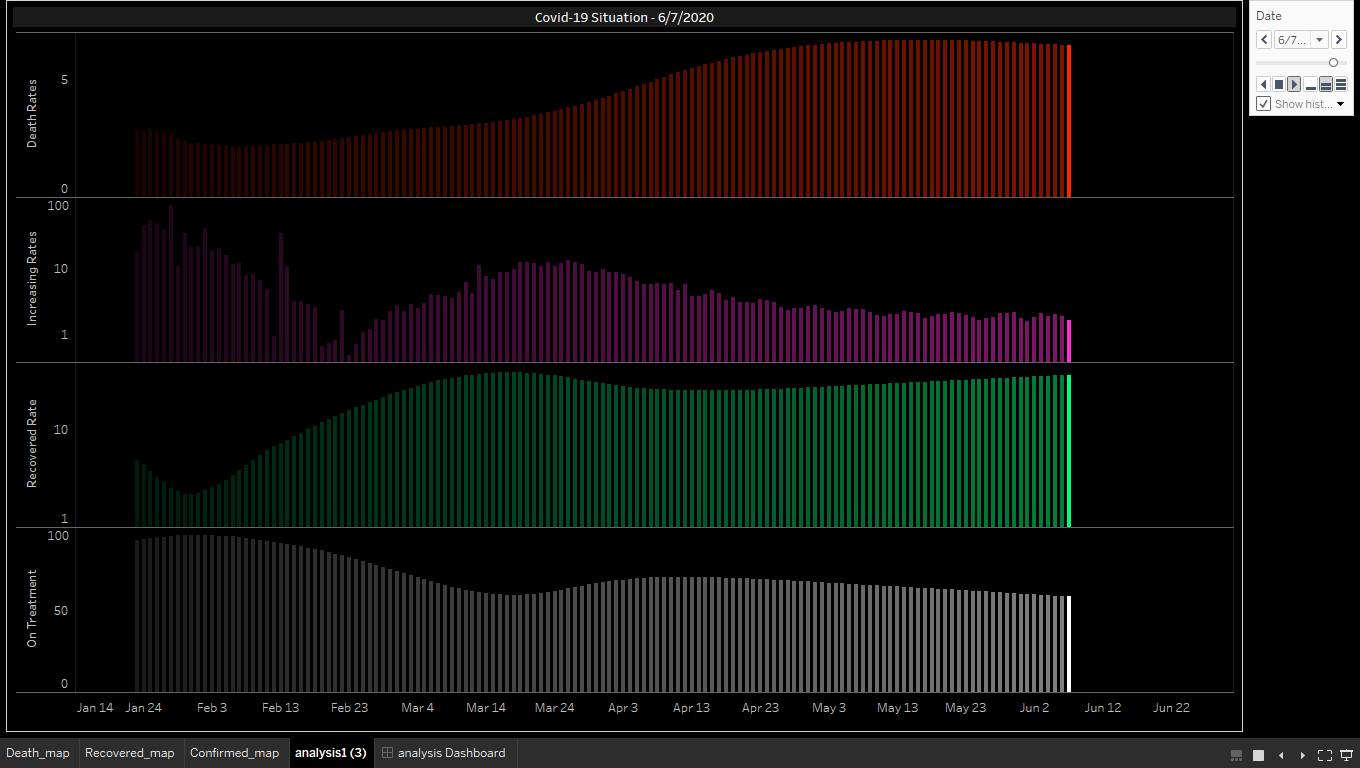 Covid-19 Situation - 6/7/2020
Date
6/7...
Show hist...
Death Rates
5
0
Increasing Rates
100
10
1
Recovered Rate
10
1
On Treatment
100
50
0
Jan 14 Jan 24 Feb 3 Feb 13 Feb 23 Mar 4 Mar 14 Mar 24 Apr 3 Apr 13 Apr 23 May 3 May 13 May 23 Jun 2 Jun 12 Jun 22
Death_map Recovered_map Confirmed_map analysis1 (3) analysis Dashboard